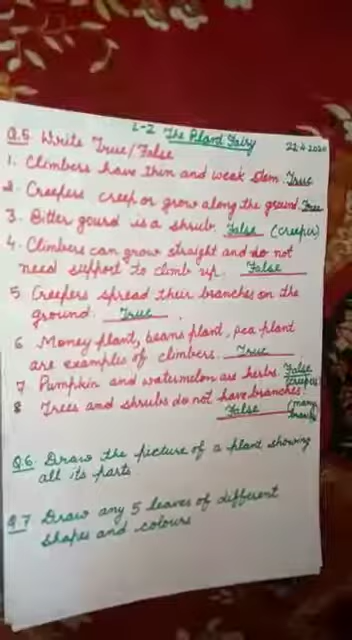 L-2 The Plant Fairy 22.4.2020
Q.5. Write True/False
1. Climbers have thin and weak stem. True
2. Creepers creep or grow along the ground. True
3. Bitter gourd is a shrub. False (creeper)
4. Climbers can grow straight and do not
need support to climb up. False
5 Creepers spread their branches on the
ground. True.
6 Money plant, beans plant, pea plant
are examples of climbers. True
7 Pumpkin and watermelon are herbs. False
(creepers)
8 Trees and shrubs do not have branches.
False (many
branches)
Q.6. Draw the picture of a plant showing
all its parts
Q.7 Draw any 5 leaves of different
shapes and colours